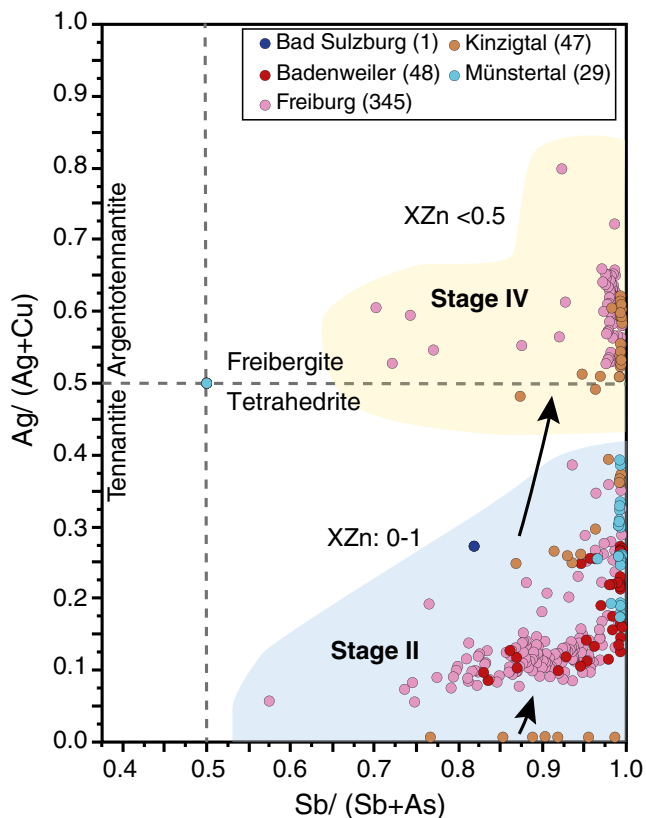 Bad Sulzburg (1)
Kinzigtal (47)
Badenweiler (48)
Münstertal (29)
Freiburg (345)
1.0
0.9
0.8
0.7
0.6
0.5
0.4
0.3
0.2
0.1
0.0
Ag/ (Ag+Cu)
Argentotennantite
Tennantite
XZn <0.5
Stage IV
Freibergite
Tetrahedrite
XZn: 0-1
Stage II
0.4
0.5
0.6
0.7
0.8
0.9
1.0
Sb/ (Sb+As)